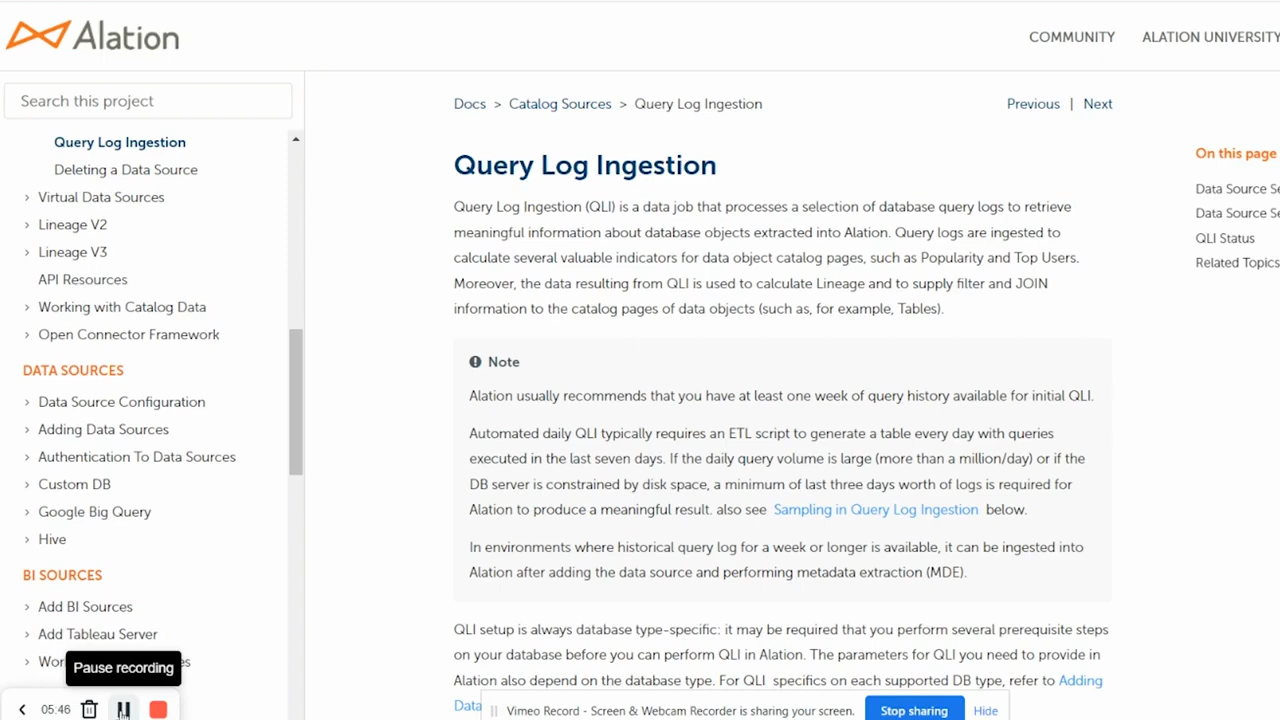 Alation
COMMUNITY
ALATION UNIVERSITY
Search this project
Query Log Ingestion
Deleting a Data Source
Virtual Data Sources
Lineage V2
Lineage V3
API Resources
Working with Catalog Data
Open Connector Framework
DATA SOURCES
Data Source Configuration
Adding Data Sources
Authentication To Data Sources
Custom DB
Google Big Query
Hive
BI SOURCES
Add BI Sources
Add Tableau Server
Pause recording
05:46
Docs > Catalog Sources > Query Log Ingestion
Previous | Next
Query Log Ingestion
Query Log Ingestion (QLI) is a data job that processes a selection of database query logs to retrieve
meaningful information about database objects extracted into Alation. Query logs are ingested to
calculate several valuable indicators for data object catalog pages, such as Popularity and Top Users.
Moreover, the data resulting from QLI is used to calculate Lineage and to supply filter and JOIN
information to the catalog pages of data objects (such as, for example, Tables).
Note
Alation usually recommends that you have at least one week of query history available for initial QLI.
Automated daily QLI typically requires an ETL script to generate a table every day with queries
executed in the last seven days. If the daily query volume is large (more than a million/day) or if the
DB server is constrained by disk space, a minimum of last three days worth of logs is required for
Alation to produce a meaningful result. also see Sampling in Query Log Ingestion below.
In environments where historical query log for a week or longer is available, it can be ingested into
Alation after adding the data source and performing metadata extraction (MDE).
QLI setup is always database type-specific: it may be required that you perform several prerequisite steps
on your database before you can perform QLI in Alation. The parameters for QLI you need to provide in
Alation also depend on the database type. For QLI specifics on each supported DB type, refer to Adding
Data
Vimeo Record - Screen & Webcam Recorder is sharing your screen.
Stop sharing
Hide
On this page
Data Source Se
Data Source Se
QLI Status
Related Topics